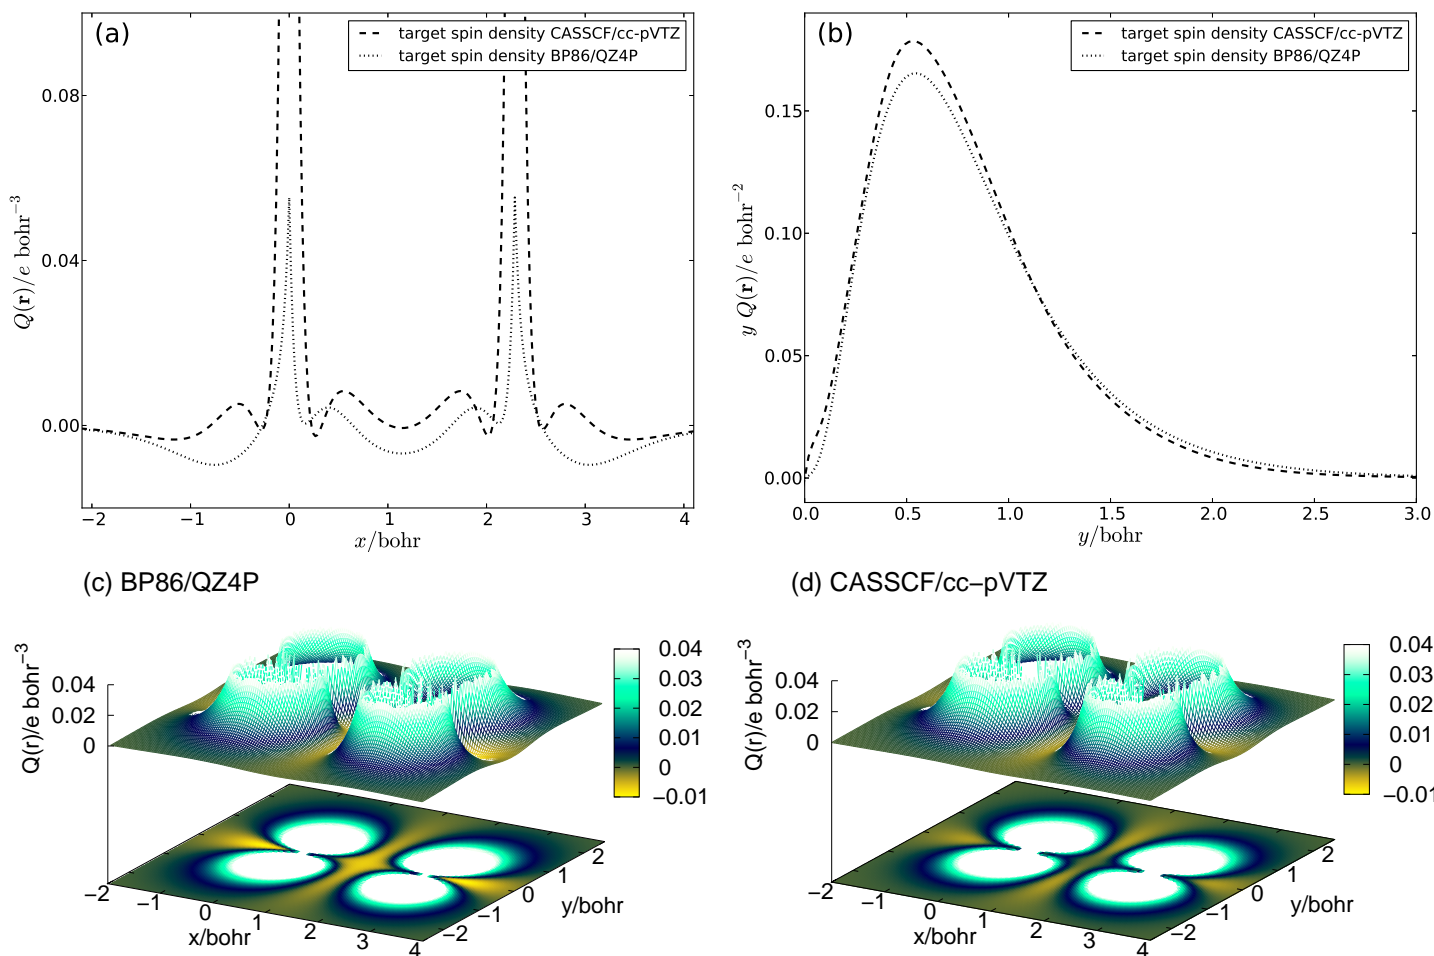 (a)
target spin density CASSCF/cc-pVTZ
target spin density BP86/QZ4P
0.08
0.04
0.00
Q(r)/e bohr⁻³
−2 −1 0 1 2 3 4
x/bohr
(b)
target spin density CASSCF/cc-pVTZ
target spin density BP86/QZ4P
0.15
0.10
0.05
0.00
y Q(r)/e bohr⁻²
0.0 0.5 1.0 1.5 2.0 2.5 3.0
y/bohr
(c) BP86/QZ4P
Q(r)/e bohr⁻³
0.04
0.02
0
0.04
0.03
0.02
0.01
0
−0.01
−2 −1 0 1 2 3 4
x/bohr
−2 −1 0 1 2
y/bohr
(d) CASSCF/cc−pVTZ
Q(r)/e bohr⁻³
0.04
0.02
0
0.04
0.03
0.02
0.01
0
−0.01
−2 −1 0 1 2 3 4
x/bohr
−2 −1 0 1 2
y/bohr